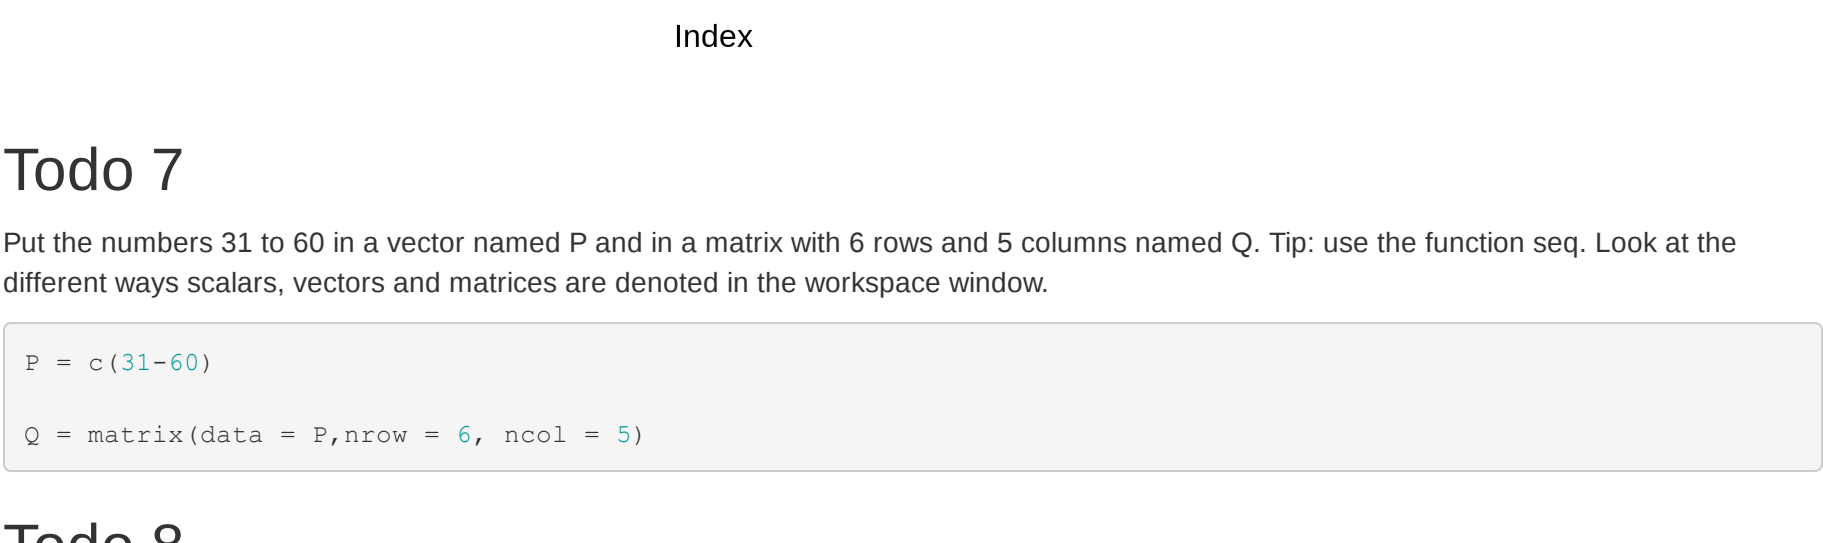 Index
Todo 7
Put the numbers 31 to 60 in a vector named P and in a matrix with 6 rows and 5 columns named Q. Tip: use the function seq. Look at the
different ways scalars, vectors and matrices are denoted in the workspace window.
P = c(31-60)
Q = matrix(data = P,nrow = 6, ncol = 5)
Todo 8